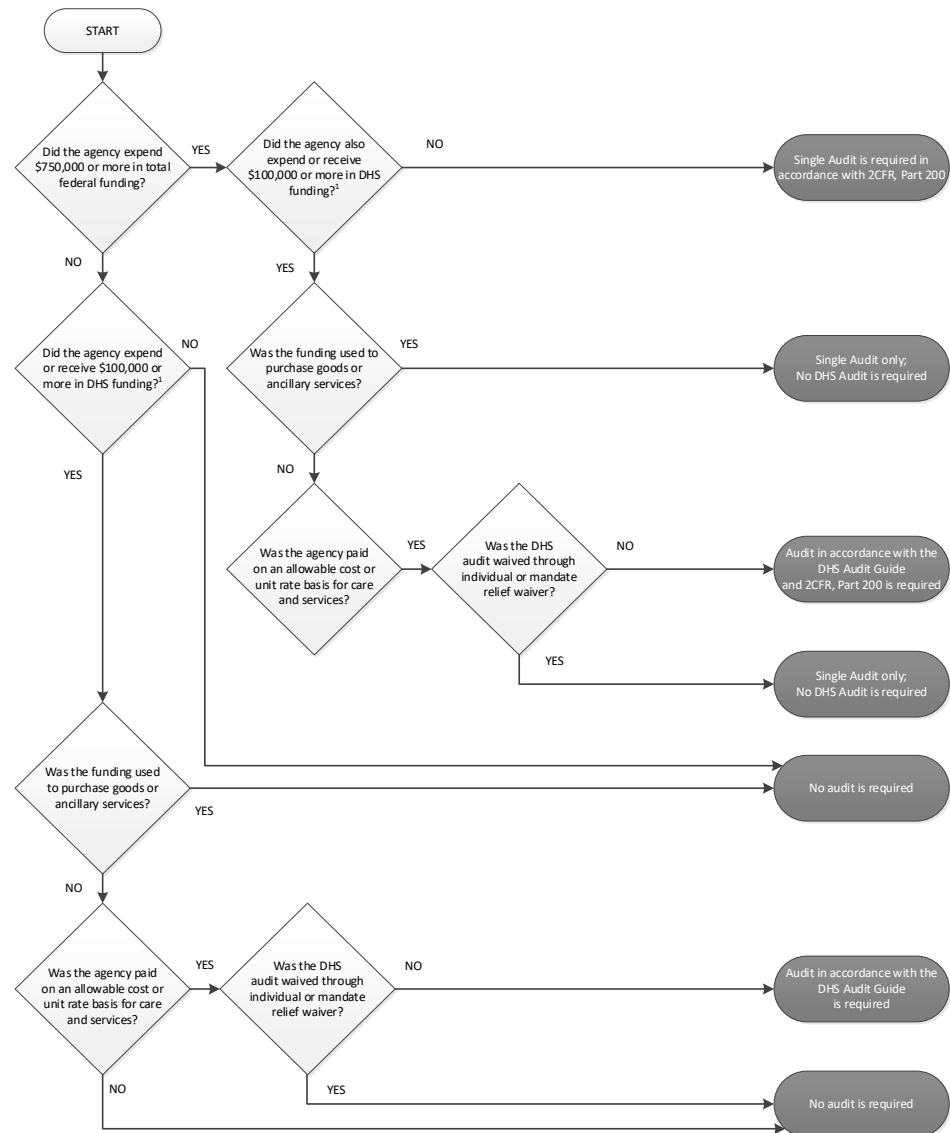 START
Did the agency expend
$750,000 or more in total
federal funding?
YES
Did the agency also
expend or receive
$100,000 or more in DHS
funding?¹
NO
Single Audit is required in
accordance with 2CFR, Part 200
NO
YES
Did the agency expend
or receive $100,000 or
more in DHS funding?¹
NO
Was the funding used to
purchase goods or
ancillary services?
YES
Single Audit only;
No DHS Audit is required
YES
NO
Was the agency paid
on an allowable cost or
unit rate basis for care
and services?
YES
Was the DHS
audit waived through
individual or mandate
relief waiver?
NO
Audit in accordance with the
DHS Audit Guide
and 2CFR, Part 200 is required
YES
Single Audit only;
No DHS Audit is required
Was the funding used
to purchase goods or
ancillary services?
YES
No audit is required
NO
Was the agency paid
on an allowable cost or
unit rate basis for care
and services?
YES
Was the DHS
audit waived through
individual or mandate
relief waiver?
NO
Audit in accordance with the
DHS Audit Guide
is required
NO
YES
No audit is required